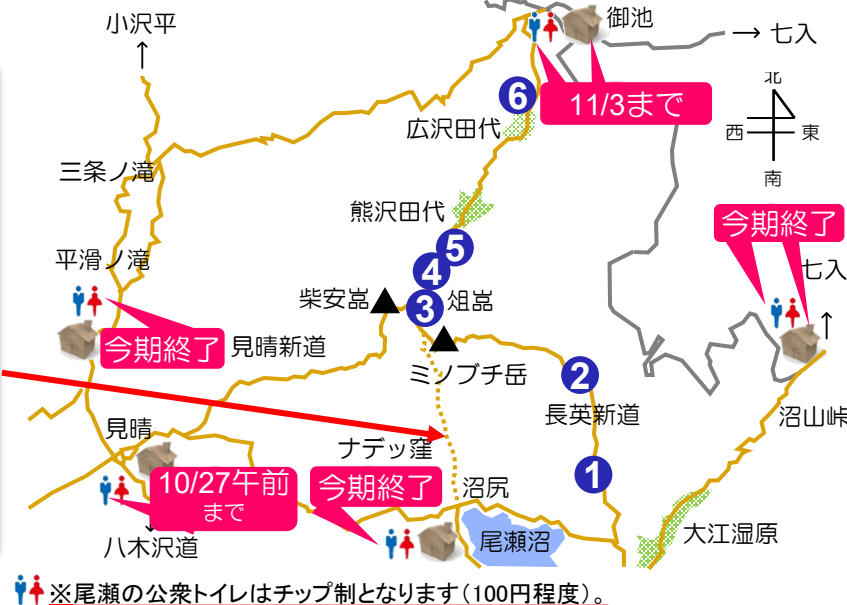 小沢平
↑
御池
→ 七入
11/3まで
6
広沢田代
北
西 東
南
三条ノ滝
熊沢田代
今期終了
七入
↑
平滑ノ滝
5
4
柴安嵓
3
俎嵓
今期終了
見晴新道
ミノブチ岳
2
長英新道
沼山峠
見晴
ナデッ窪
1
10/27午前
まで
今期終了
沼尻
↓
八木沢道
尾瀬沼
大江湿原
※尾瀬の公衆トイレはチップ制となります(100円程度)。